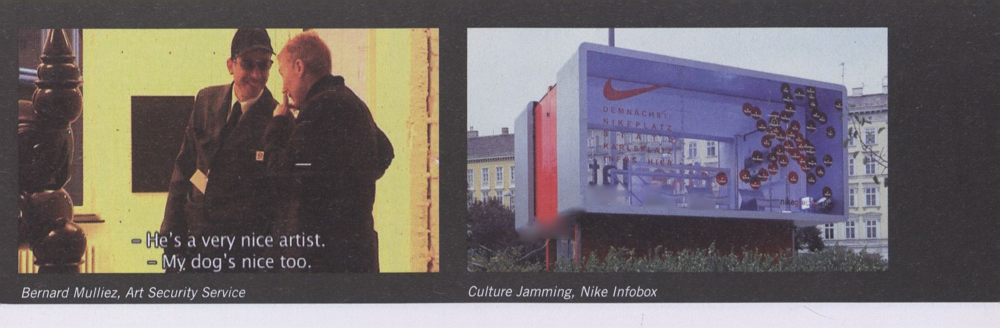 – He's a very nice artist.
– My dog's nice too.
Bernard Mulliez, Art Security Service
DEMNÄCHST
NIKEPLATZ
STATT
KARLSPLATZ
INFOS HIER
Culture Jamming, Nike Infobox